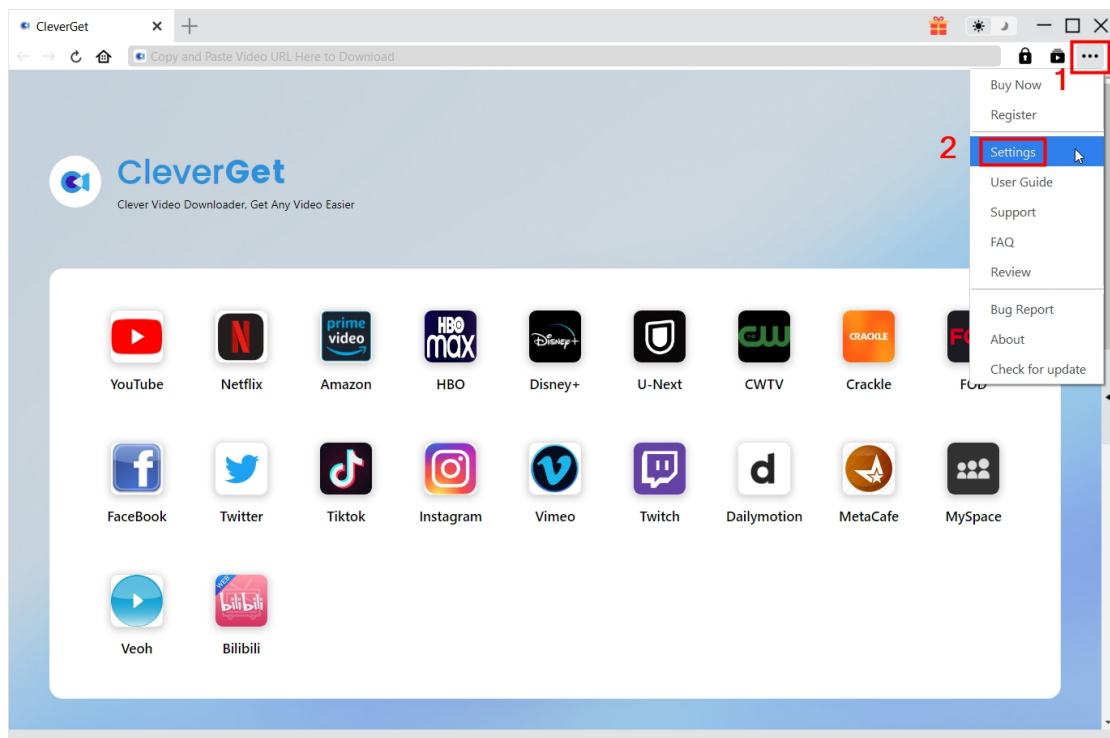 CleverGet
Copy and Paste Video URL Here to Download
1
Buy Now
Register
2
Settings
User Guide
Support
FAQ
Review
Bug Report
About
Check for update
CleverGet
Clever Video Downloader, Get Any Video Easier
prime
video
HBO
max
Disney+
THE
CW
CRACKLE
YouTube
Netflix
Amazon
HBO
Disney+
U-Next
CWTV
Crackle
FOD
FaceBook
Twitter
Tiktok
Instagram
Vimeo
Twitch
Dailymotion
MetaCafe
MySpace
WEB
bilibili
Veoh
Bilibili